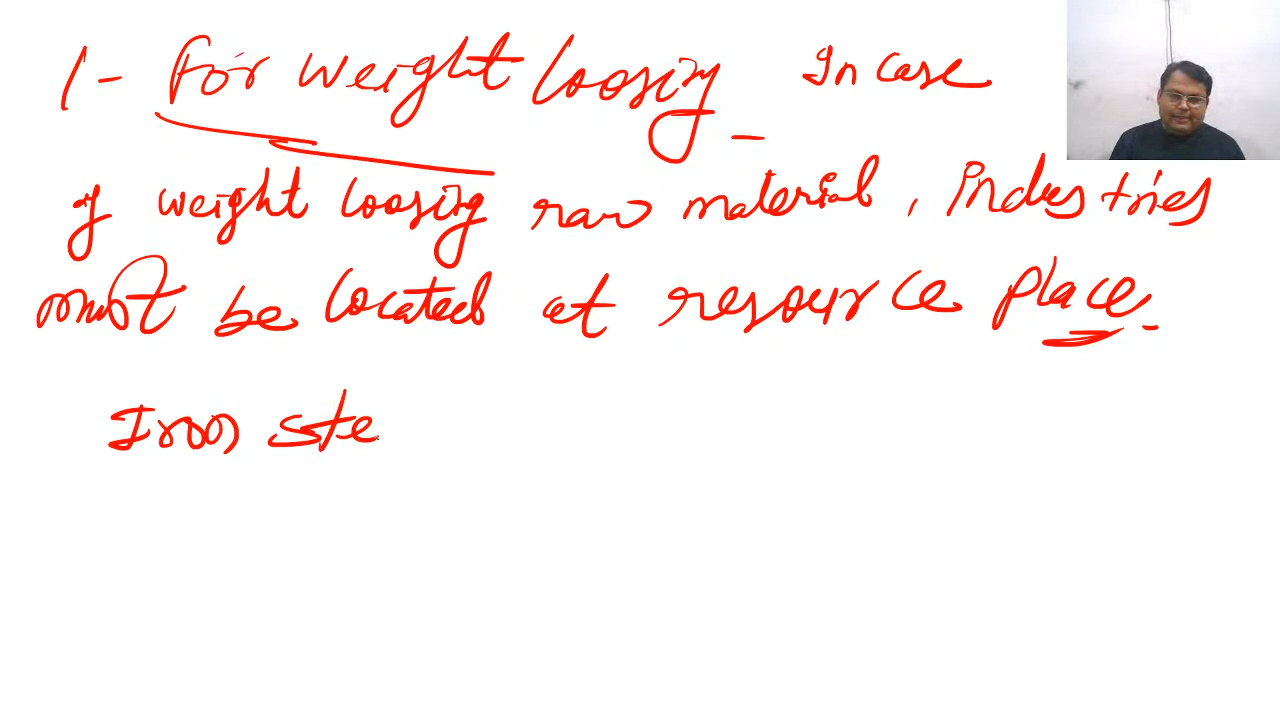 1- For weight loosing - In case
of weight loosing raw material, industries
must be located at resource place.
Iron ste